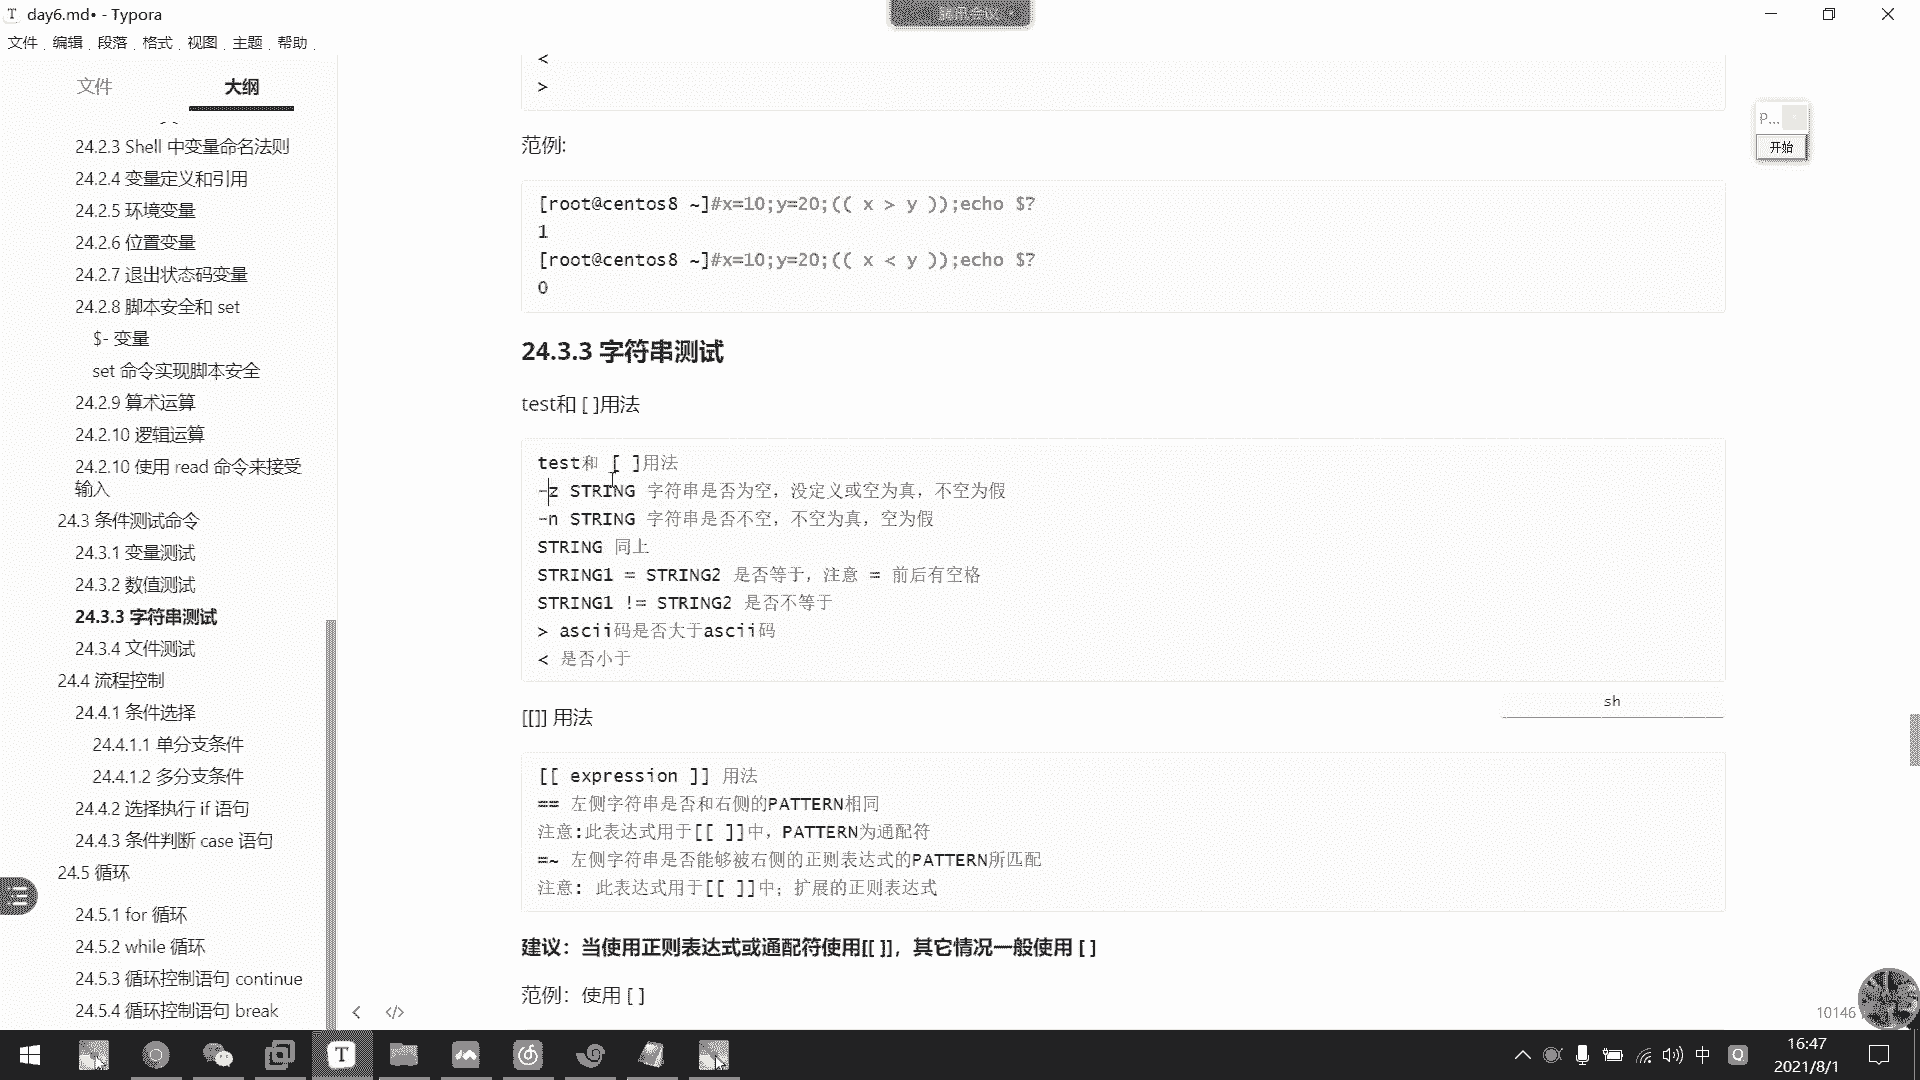 day6.md• - Typora
腾讯会议
文件 编辑 段落 格式 视图 主题 帮助
文件 大纲
24.2.3 Shell 中变量命名法则
24.2.4 变量定义和引用
24.2.5 环境变量
24.2.6 位置变量
24.2.7 退出状态码变量
24.2.8 脚本安全和 set
$- 变量
set 命令实现脚本安全
24.2.9 算术运算
24.2.10 逻辑运算
24.2.10 使用 read 命令来接受
输入
24.3 条件测试命令
24.3.1 变量测试
24.3.2 数值测试
24.3.3 字符串测试
24.3.4 文件测试
24.4 流程控制
24.4.1 条件选择
24.4.1.1 单分支条件
24.4.1.2 多分支条件
24.4.2 选择执行 if 语句
24.4.3 条件判断 case 语句
24.5 循环
24.5.1 for 循环
24.5.2 while 循环
24.5.3 循环控制语句 continue
24.5.4 循环控制语句 break
<
>
范例:
[root@centos8 ~]#x=10;y=20;(( x > y ));echo $?
1
[root@centos8 ~]#x=10;y=20;(( x < y ));echo $?
0
24.3.3 字符串测试
test和 [ ]用法
test和 [ ]用法
-z STRING 字符串是否为空，没定义或空为真，不空为假
-n STRING 字符串是否不空，不空为真，空为假
STRING 同上
STRING1 = STRING2 是否等于，注意 = 前后有空格
STRING1 != STRING2 是否不等于
> ascii码是否大于ascii码
< 是否小于
sh
[[]] 用法
[[ expression ]] 用法
== 左侧字符串是否和右侧的PATTERN相同
注意:此表达式用于[[ ]]中，PATTERN为通配符
=~ 左侧字符串是否能够被右侧的正则表达式的PATTERN所匹配
注意: 此表达式用于[[ ]]中；扩展的正则表达式
建议：当使用正则表达式或通配符使用[[ ]]，其它情况一般使用 [ ]
范例：使用 [ ]
P...
开始
10146
中
16:47
2021/8/1